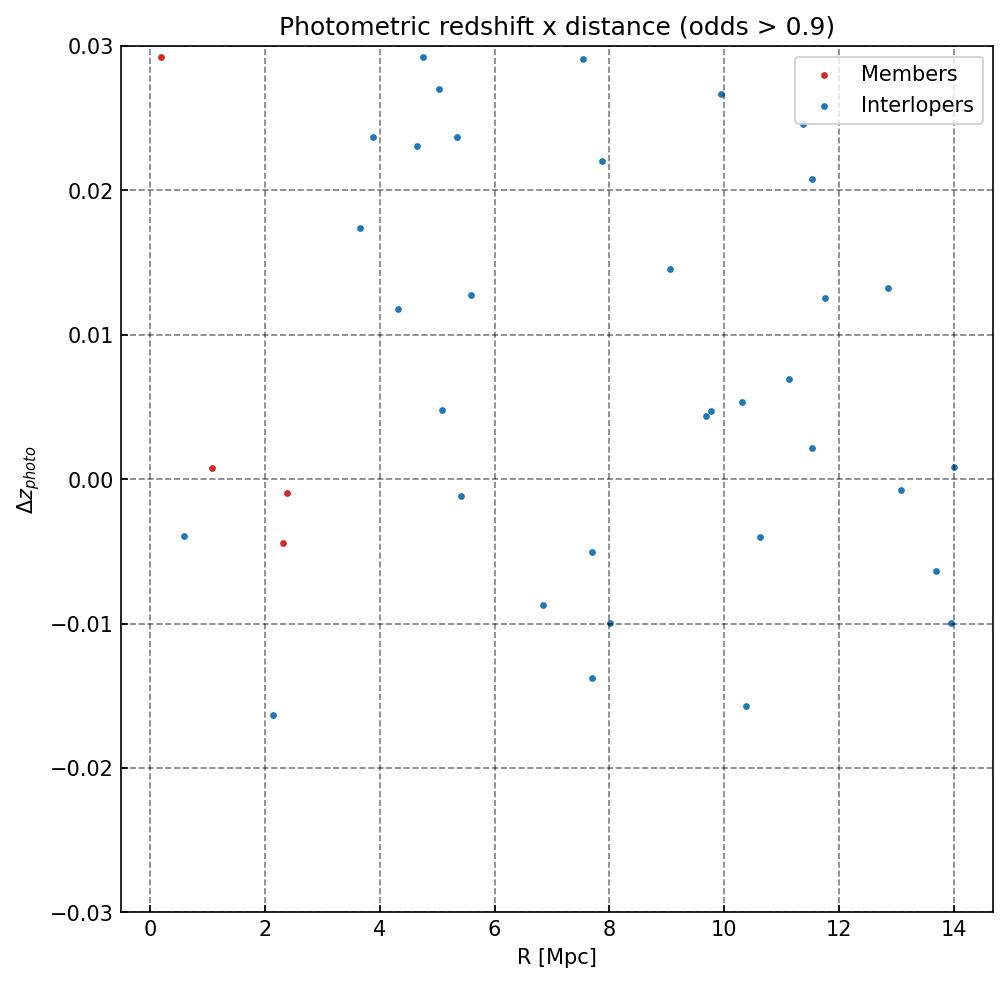 Photometric redshift x distance (odds > 0.9)
Members
Interlopers
0.03
0.02
0.01
0.00
−0.01
−0.02
−0.03
Δz_photo
0 2 4 6 8 10 12 14
R [Mpc]